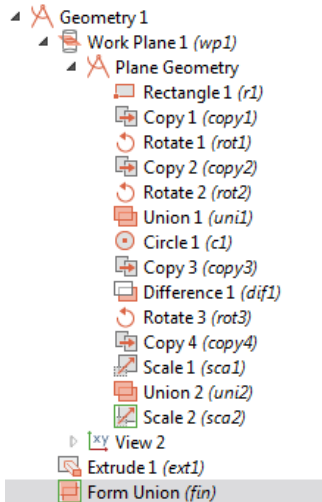 Geometry 1
Work Plane 1 (wp1)
Plane Geometry
Rectangle 1 (r1)
Copy 1 (copy1)
Rotate 1 (rot1)
Copy 2 (copy2)
Rotate 2 (rot2)
Union 1 (uni1)
Circle 1 (c1)
Copy 3 (copy3)
Difference 1 (dif1)
Rotate 3 (rot3)
Copy 4 (copy4)
Scale 1 (sca1)
Union 2 (uni2)
Scale 2 (sca2)
xy View 2
Extrude 1 (ext1)
Form Union (fin)